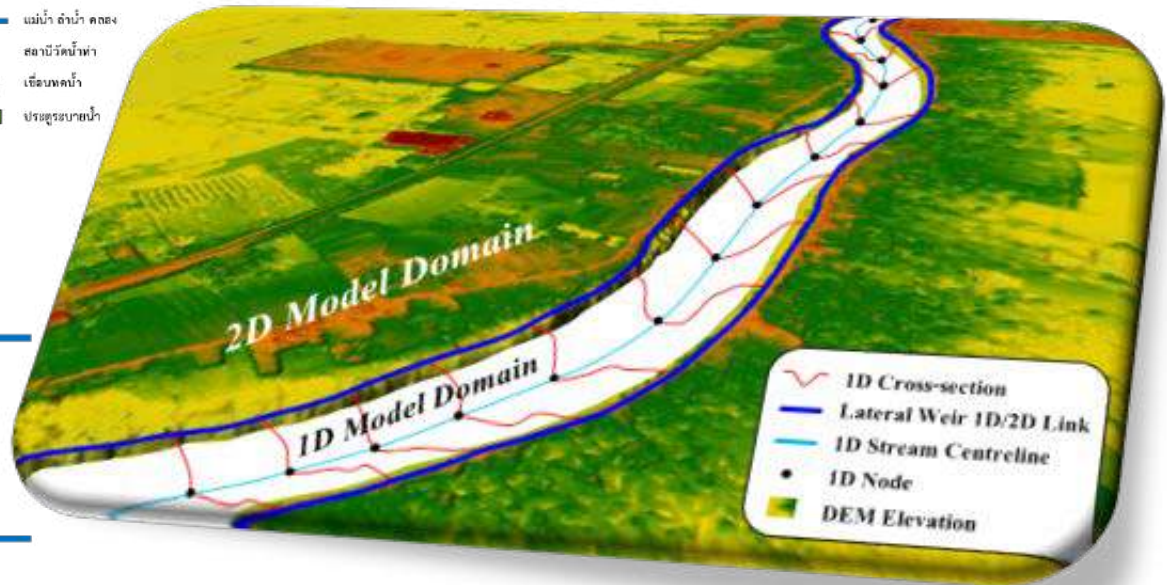 แม่น้ำ ลำน้ำ คลอง
สถานีวัดน้ำท่า
เขื่อนทดน้ำ
ประตูระบายน้ำ
2D Model Domain
1D Model Domain
1D Cross-section
Lateral Weir 1D/2D Link
1D Stream Centreline
1D Node
DEM Elevation